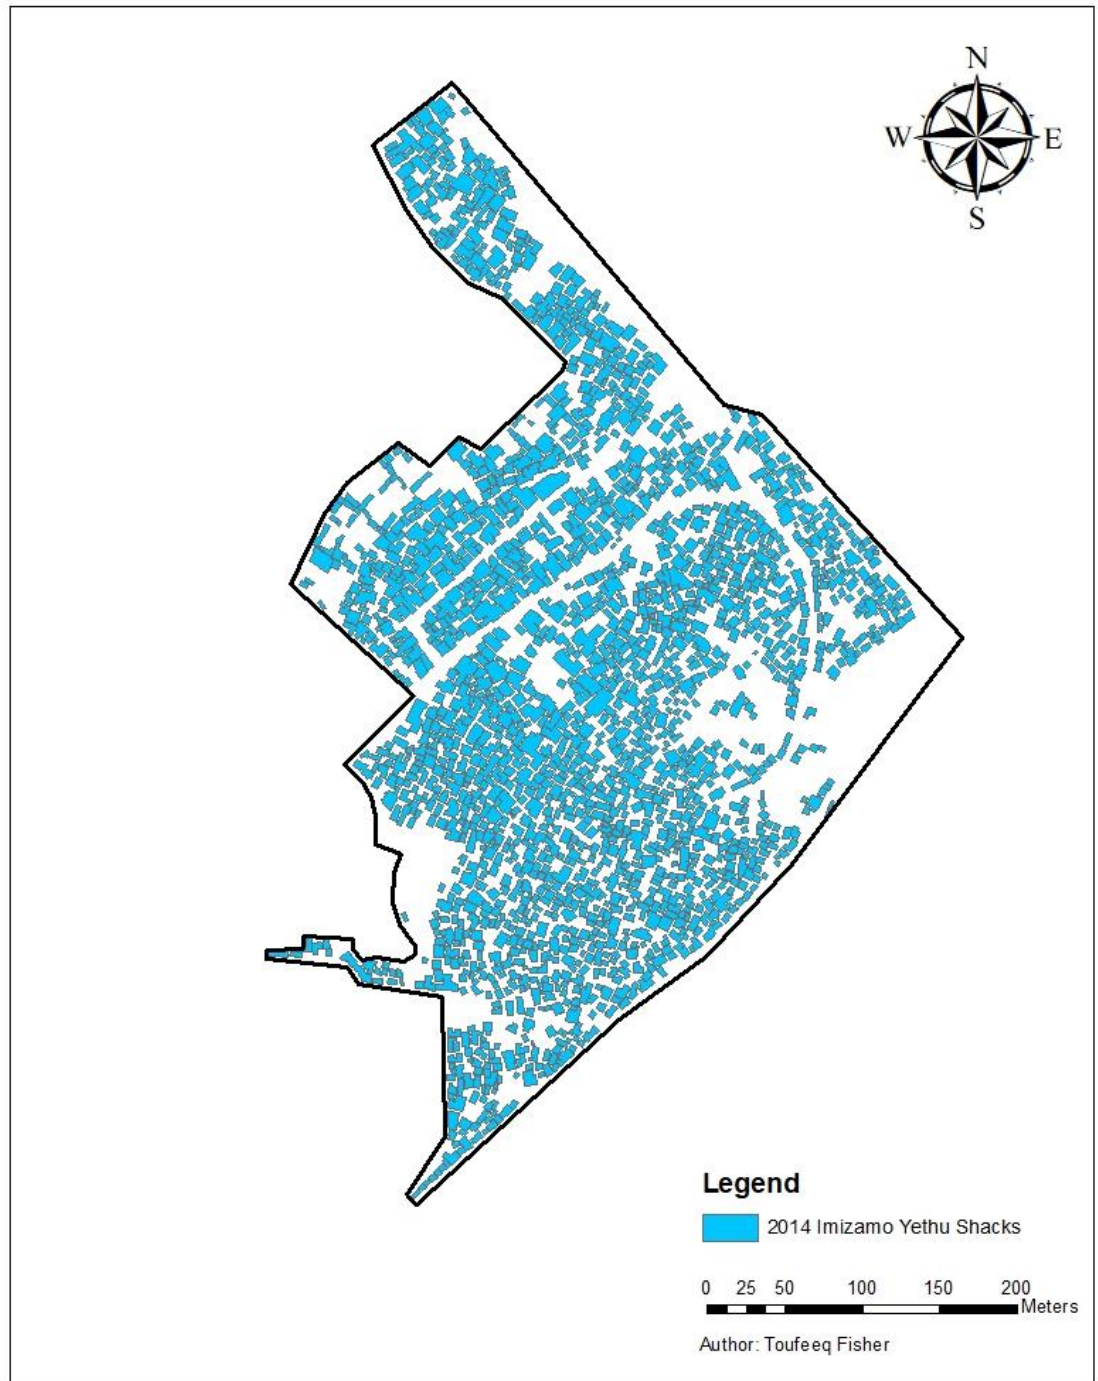 N
W E
S
Legend
2014 Imizamo Yethu Shacks
0 25 50 100 150 200
Meters
Author: Toufeeq Fisher